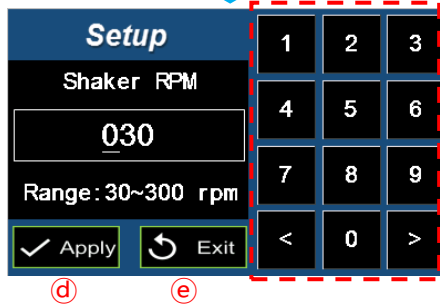 Setup
Shaker RPM
030
Range:30~300 rpm
Apply
Exit
1 2 3
4 5 6
7 8 9
< 0 >
ⓓ
ⓔ